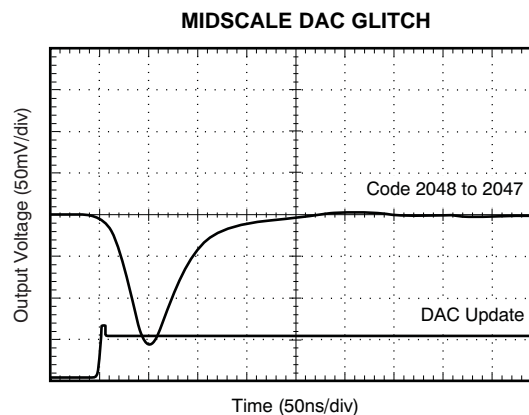 MIDSCALE DAC GLITCH
Output Voltage (50mV/div)
Code 2048 to 2047
DAC Update
Time (50ns/div)